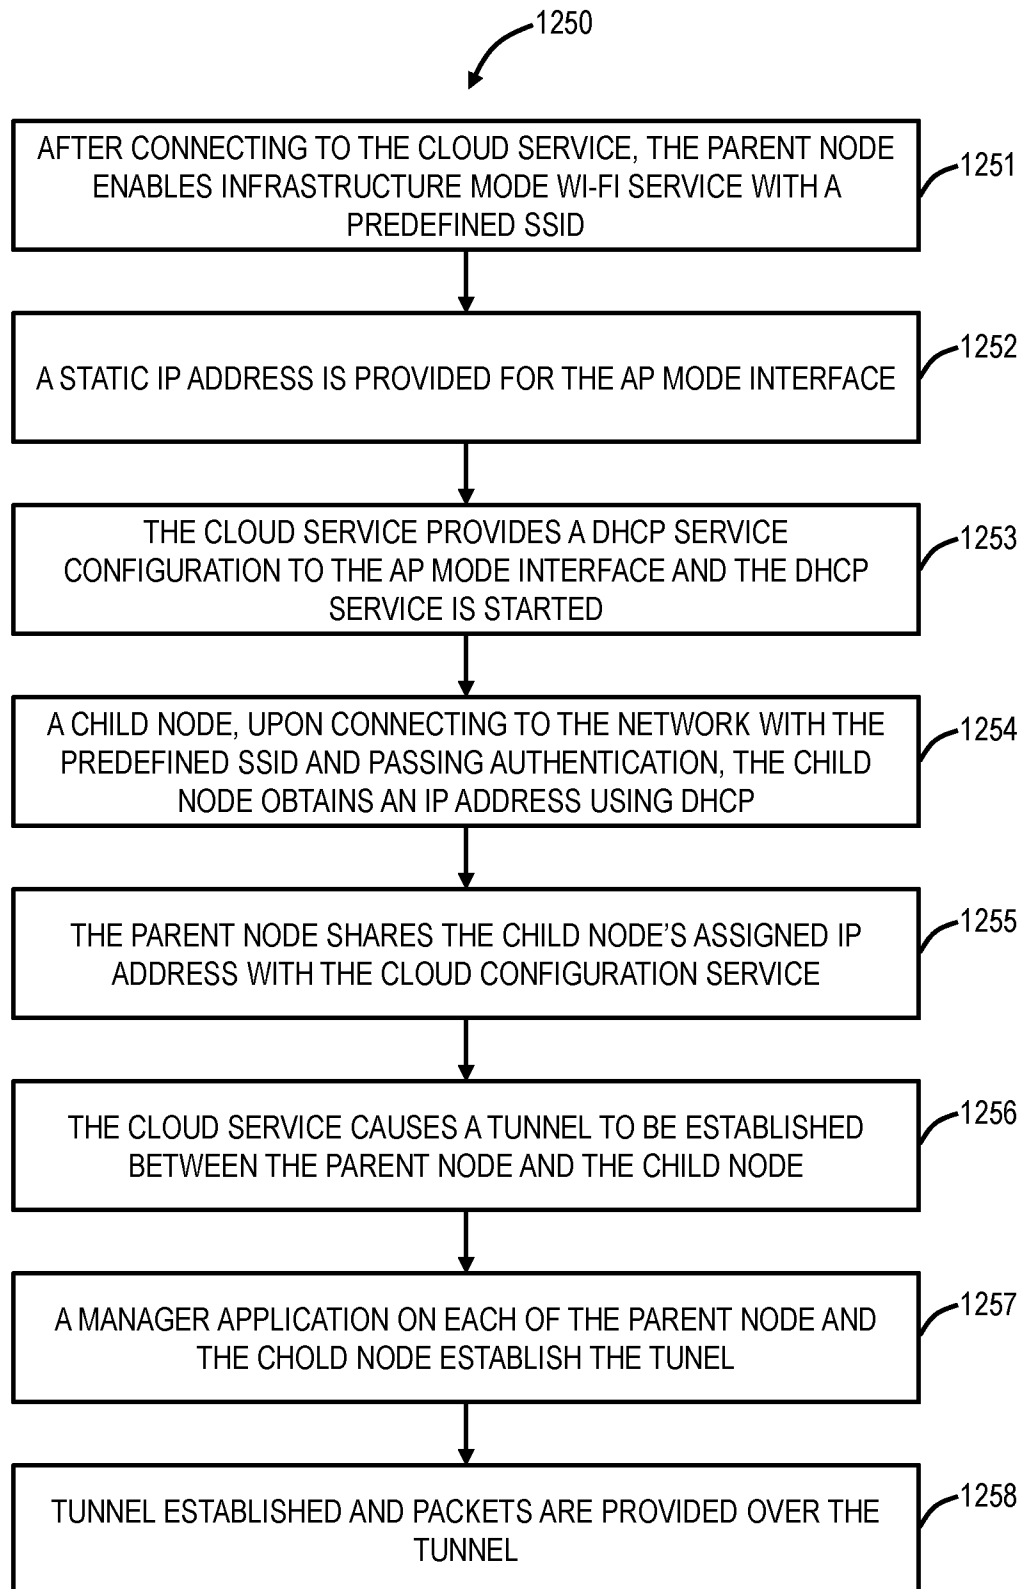 1250
AFTER CONNECTING TO THE CLOUD SERVICE, THE PARENT NODE
ENABLES INFRASTRUCTURE MODE WI-FI SERVICE WITH A
PREDEFINED SSID
1251
A STATIC IP ADDRESS IS PROVIDED FOR THE AP MODE INTERFACE
1252
THE CLOUD SERVICE PROVIDES A DHCP SERVICE
CONFIGURATION TO THE AP MODE INTERFACE AND THE DHCP
SERVICE IS STARTED
1253
A CHILD NODE, UPON CONNECTING TO THE NETWORK WITH THE
PREDEFINED SSID AND PASSING AUTHENTICATION, THE CHILD
NODE OBTAINS AN IP ADDRESS USING DHCP
1254
THE PARENT NODE SHARES THE CHILD NODE'S ASSIGNED IP
ADDRESS WITH THE CLOUD CONFIGURATION SERVICE
1255
THE CLOUD SERVICE CAUSES A TUNNEL TO BE ESTABLISHED
BETWEEN THE PARENT NODE AND THE CHILD NODE
1256
A MANAGER APPLICATION ON EACH OF THE PARENT NODE AND
THE CHOLD NODE ESTABLISH THE TUNEL
1257
TUNNEL ESTABLISHED AND PACKETS ARE PROVIDED OVER THE
TUNNEL
1258